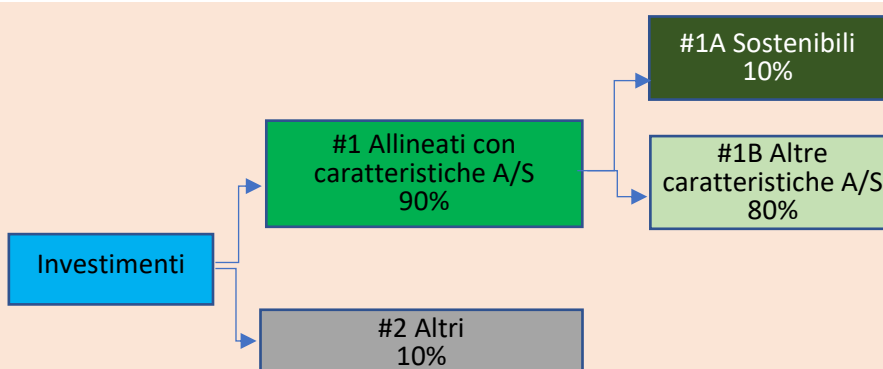 #1A Sostenibili
10%
#1 Allineati con
caratteristiche A/S
90%
#1B Altre
caratteristiche A/S
80%
Investimenti
#2 Altri
10%